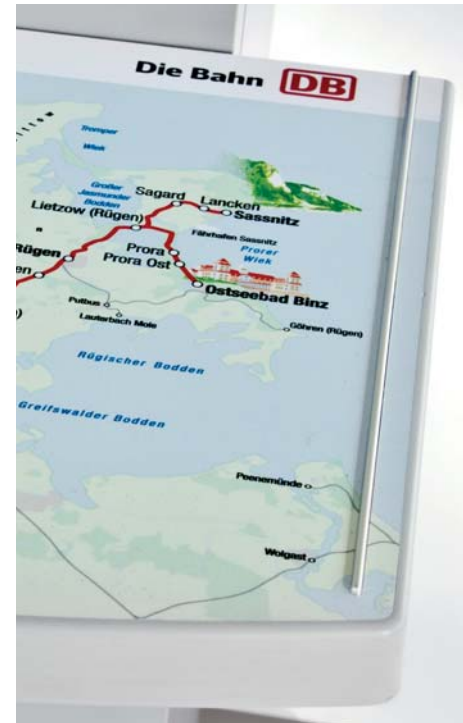 Die Bahn DB
Tromper
Wiek
Großer
Jasmunder
Bodden
Sagard
Lancken
Sassnitz
Lietzow (Rügen)
Fährhafen Sassnitz
Prorer
Wiek
Prora
Prora Ost
Rügen
en
Ostseebad Binz
Putbus
Lauterbach Mole
Göhren (Rügen)
Rügischer Bodden
Greifswalder Bodden
Peenemünde
Wolgast